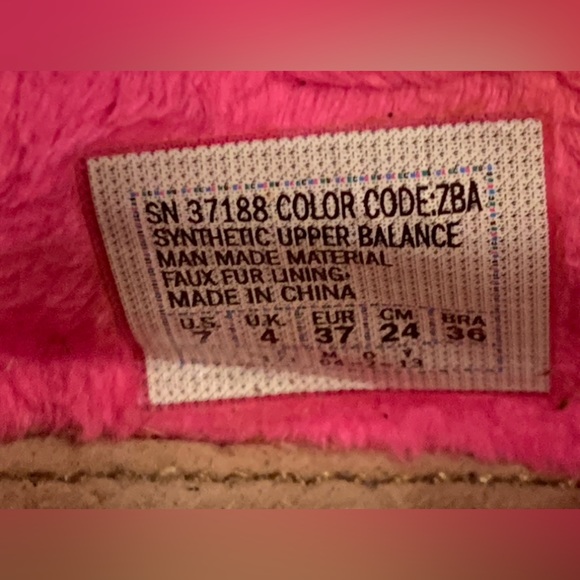 SN 37188 COLOR CODE:ZBA
SYNTHETIC UPPER BALANCE
MAN MADE MATERIAL
FAUX FUR LINING.
MADE IN CHINA
U.S. U.K. EUR CM BRA
7 4 37 24 36
M O Y